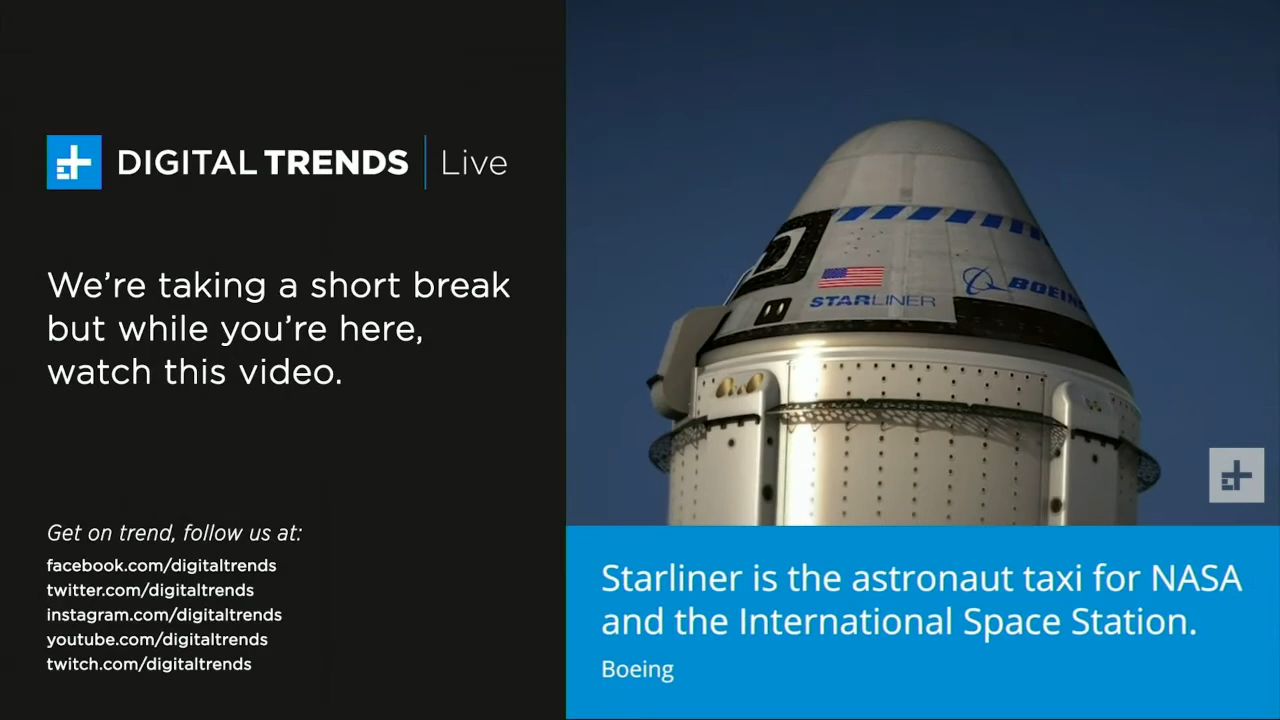 DIGITAL TRENDS | Live
We're taking a short break
but while you're here,
watch this video.
Get on trend, follow us at:
facebook.com/digitaltrends
twitter.com/digitaltrends
instagram.com/digitaltrends
youtube.com/digitaltrends
twitch.com/digitaltrends
STARLINER
BOEING
Starliner is the astronaut taxi for NASA
and the International Space Station.
Boeing